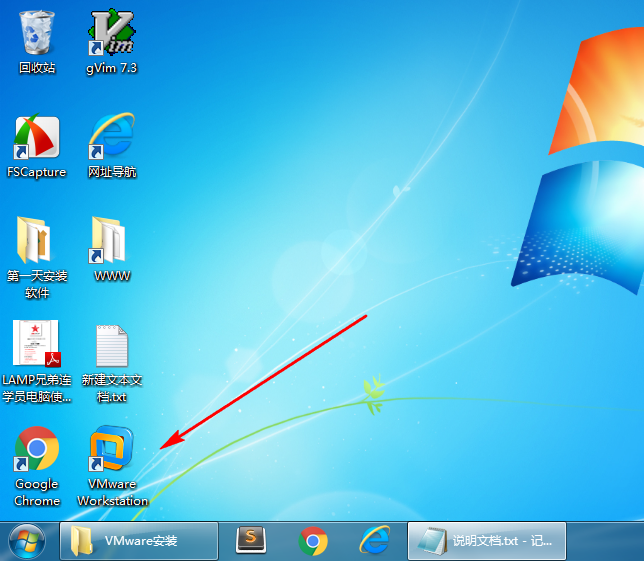 回收站
gVim 7.3
FSCapture
网址导航
第一天安装
软件
WWW
LAMP兄弟连
学员电脑使...
新建文本文
档.txt
Google
Chrome
VMware
Workstation
VMware安装
说明文档.txt - 记...